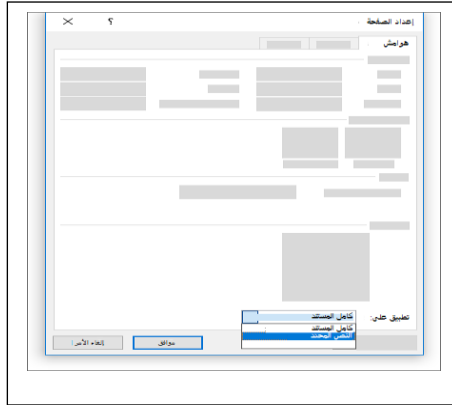 إعداد الصفحة ؟
هوامش
تطبيق على: كامل المستند
كامل المستند
النص المحدد
موافق إلغاء الأمر